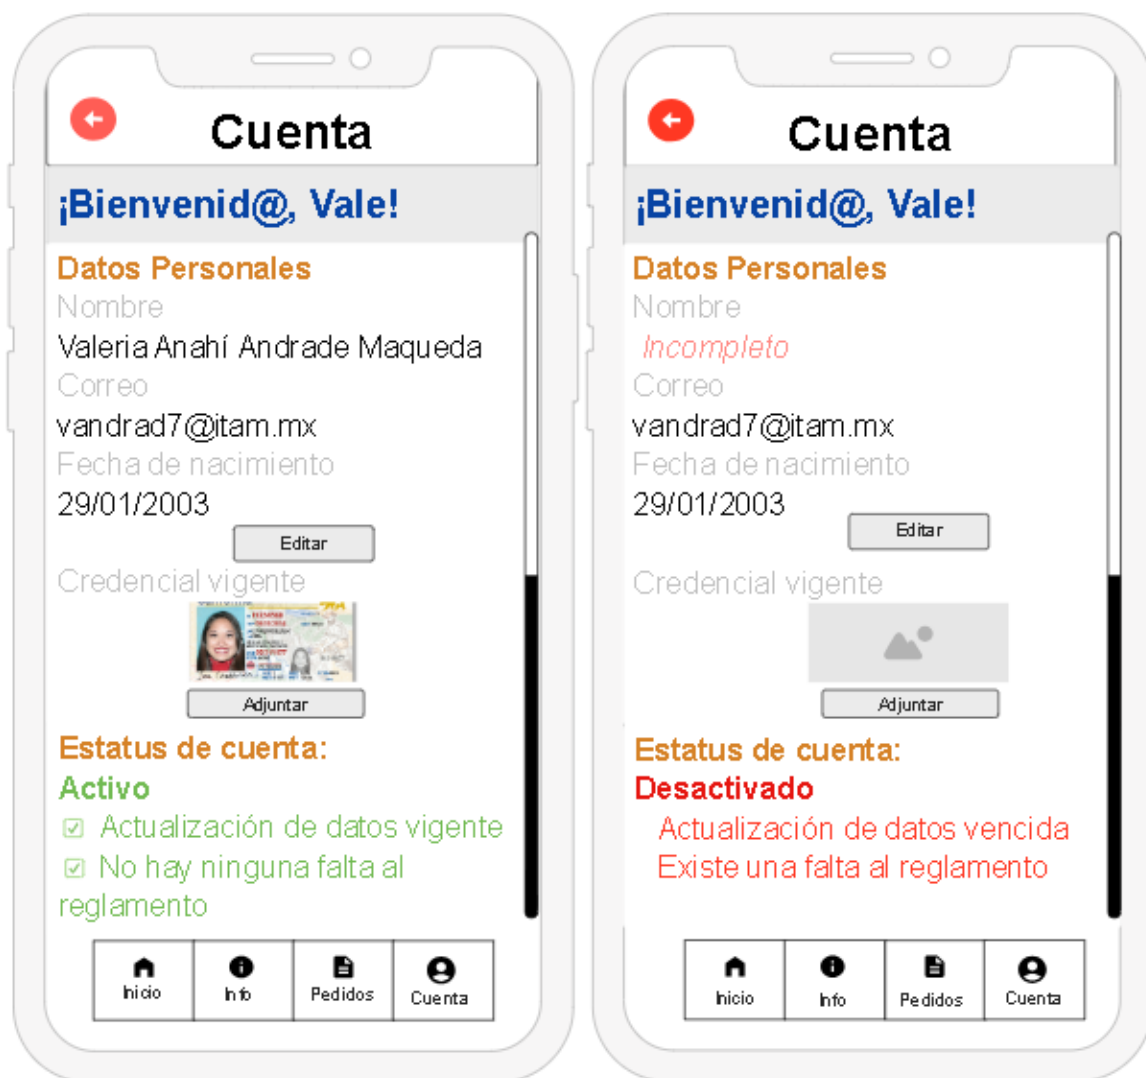 Cuenta
¡Bienvenid@, Vale!
Datos Personales
Nombre
Valeria Anahí Andrade Maqueda
Correo
vandrad7@itam.mx
Fecha de nacimiento
29/01/2003
Editar
Credencial vigente
Adjuntar
Estatus de cuenta:
Activo
Actualización de datos vigente
No hay ninguna falta al
reglamento
Inicio
Info
Pedidos
Cuenta
Cuenta
¡Bienvenid@, Vale!
Datos Personales
Nombre
Incompleto
Correo
vandrad7@itam.mx
Fecha de nacimiento
29/01/2003
Editar
Credencial vigente
Adjuntar
Estatus de cuenta:
Desactivado
Actualización de datos vencida
Existe una falta al reglamento
Inicio
Info
Pedidos
Cuenta